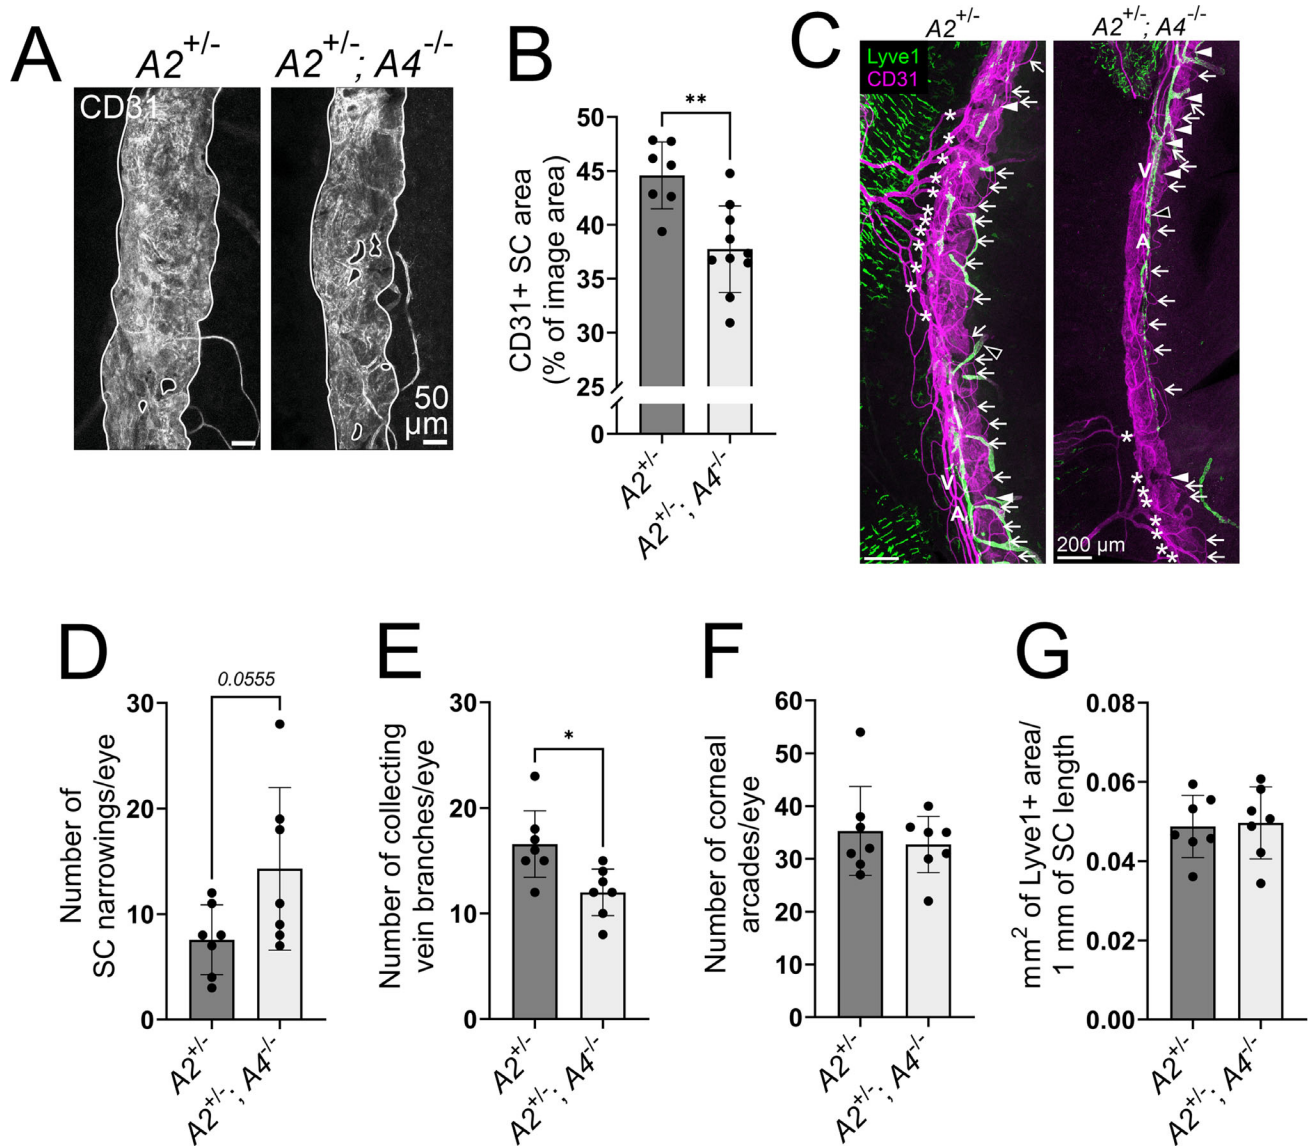 A
A2+/-
A2+/-; A4-/-
CD31
50
µm
B
**
CD31+ SC area
(% of image area)
50
45
40
35
30
25
0
A2+/-
A2+/-; A4-/-
C
A2+/-
A2+/-; A4-/-
Lyve1
CD31
V
A
* * * * * * * * * * *
V
A
* * * * * * * *
200 µm
D
0.0555
Number of
SC narrowings/eye
30
20
10
0
A2+/-
A2+/-; A4-/-
E
*
Number of collecting
vein branches/eye
30
20
10
0
A2+/-
A2+/-; A4-/-
F
Number of corneal
arcades/eye
60
50
40
30
20
10
0
A2+/-
A2+/-; A4-/-
G
mm2 of Lyve1+ area/
1 mm of SC length
0.08
0.06
0.04
0.02
0.00
A2+/-
A2+/-; A4-/-